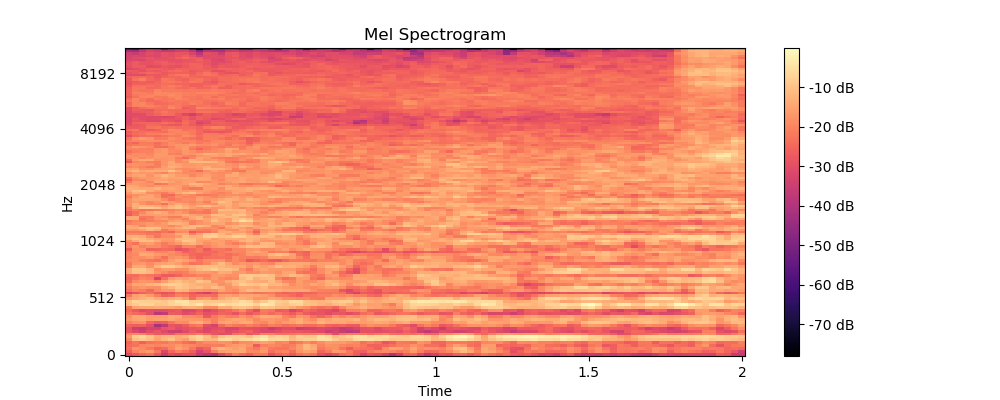 Mel Spectrogram
Hz
8192
4096
2048
1024
512
0
0
0.5
1
1.5
2
Time
-10 dB
-20 dB
-30 dB
-40 dB
-50 dB
-60 dB
-70 dB